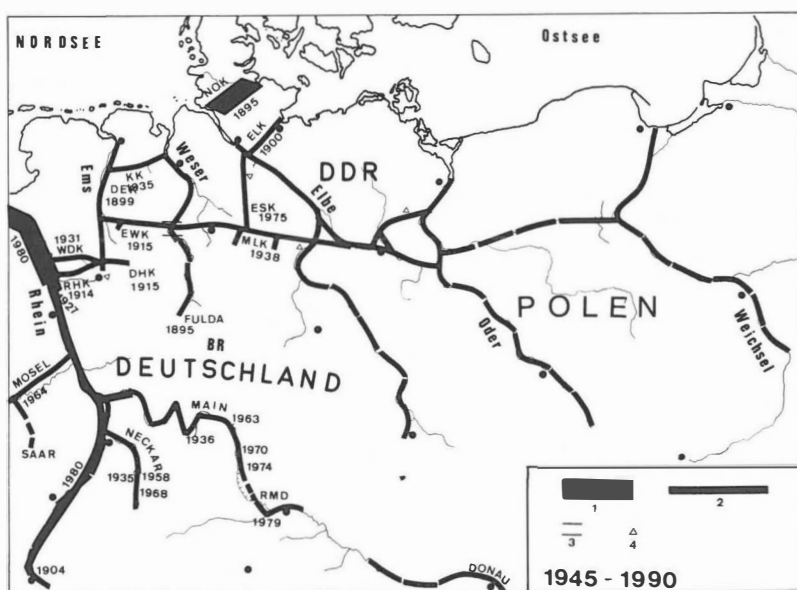 NORDSEE
Ostsee
NOK
1895
ELK
1900
DDR
Ems
KK
1935
DEK
1899
Weser
Elbe
ESK
1975
EWK
1915
MLK
1938
1980
1931
WDK
DHK
1915
RHK
1914
1927
Rhein
FULDA
1895
BR
DEUTSCHLAND
POLEN
Oder
Weichsel
MOSEL
1964
SAAR
MAIN
1963
1936
1970
1974
NECKAR
1935
1958
1968
1980
RMD
1979
1904
DONAU
1
2
3
4
1945 - 1990